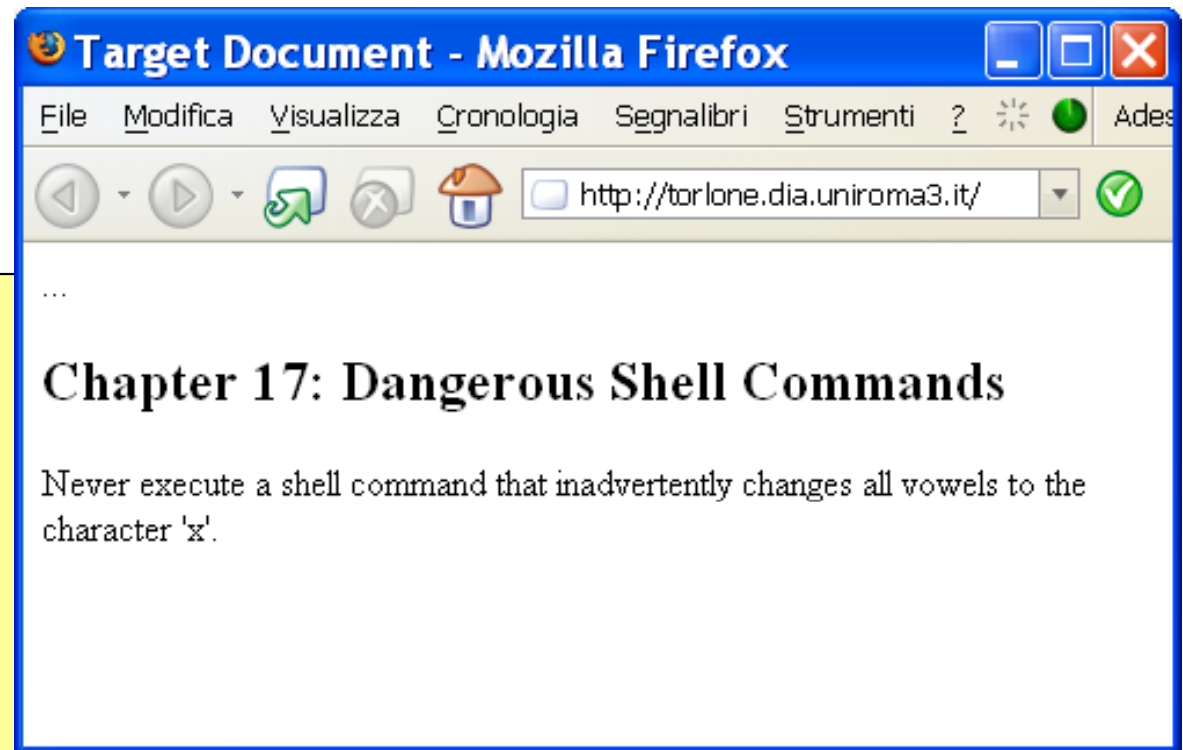 Target Document - Mozilla Firefox
File Modifica Visualizza Cronologia Segnalibri Strumenti ? Ades
http://torlone.dia.uniroma3.it/
...
Chapter 17: Dangerous Shell Commands
Never execute a shell command that inadvertently changes all vowels to the
character 'x'.